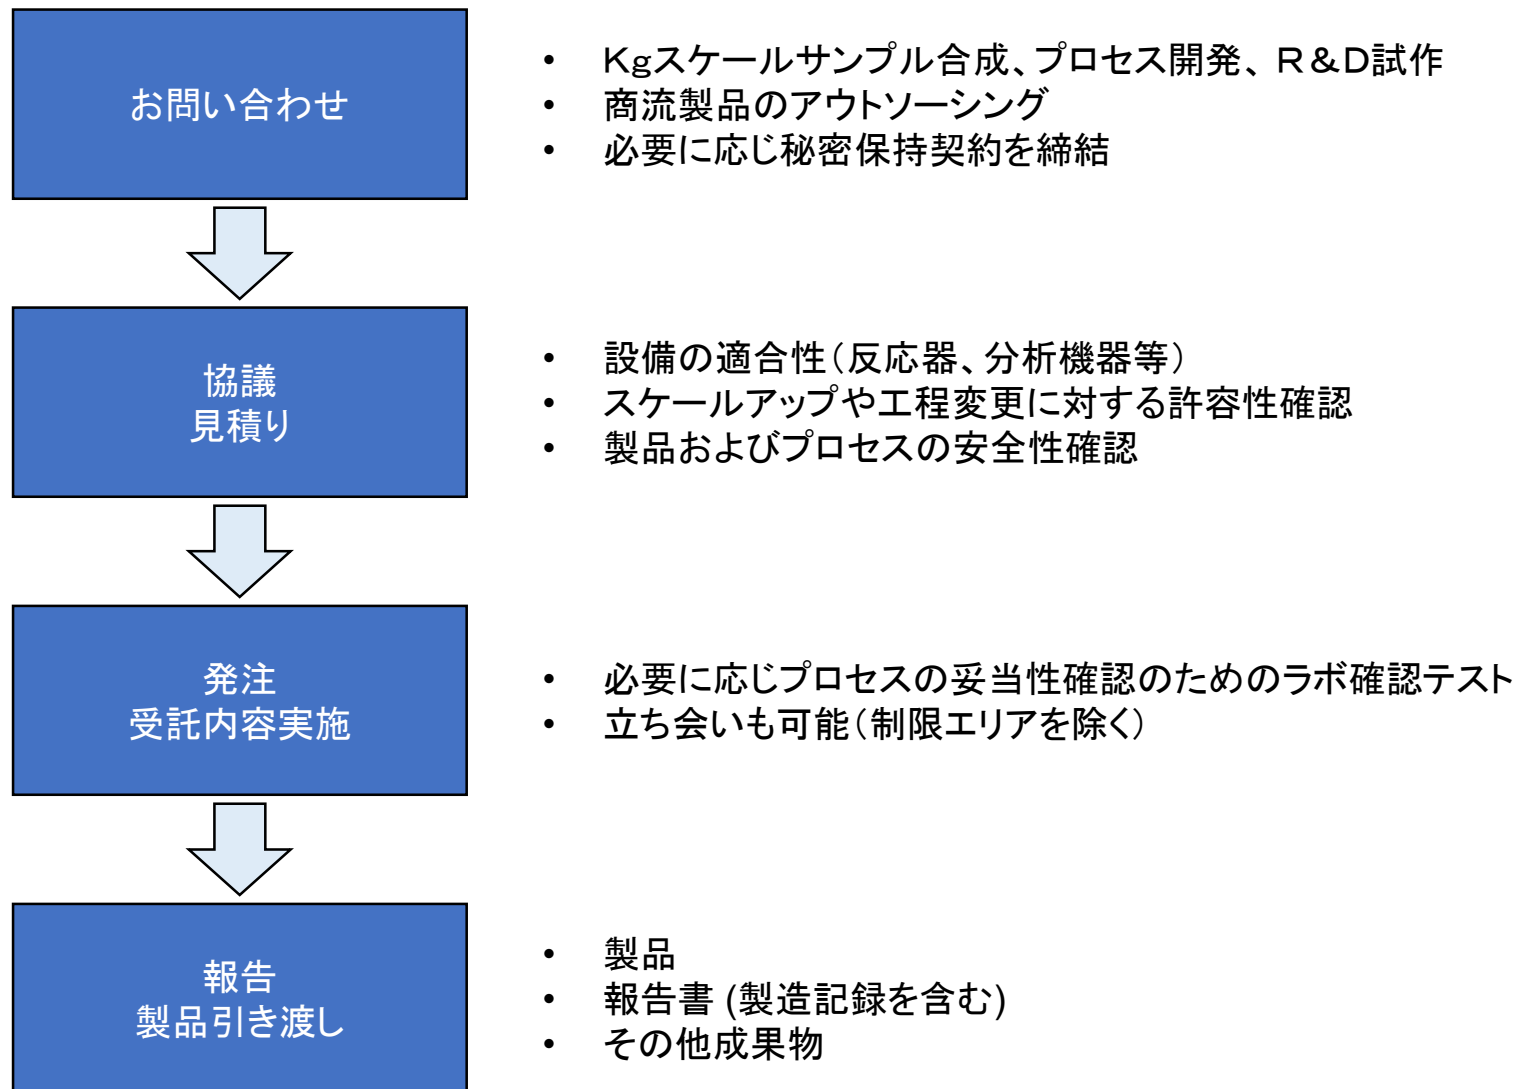 お問い合わせ
• Kgスケールサンプル合成、プロセス開発、R&D試作
• 商流製品のアウトソーシング
• 必要に応じ秘密保持契約を締結
協議
見積り
• 設備の適合性（反応器、分析機器等）
• スケールアップや工程変更に対する許容性確認
• 製品およびプロセスの安全性確認
発注
受託内容実施
• 必要に応じプロセスの妥当性確認のためのラボ確認テスト
• 立ち会いも可能（制限エリアを除く）
報告
製品引き渡し
• 製品
• 報告書 (製造記録を含む)
• その他成果物